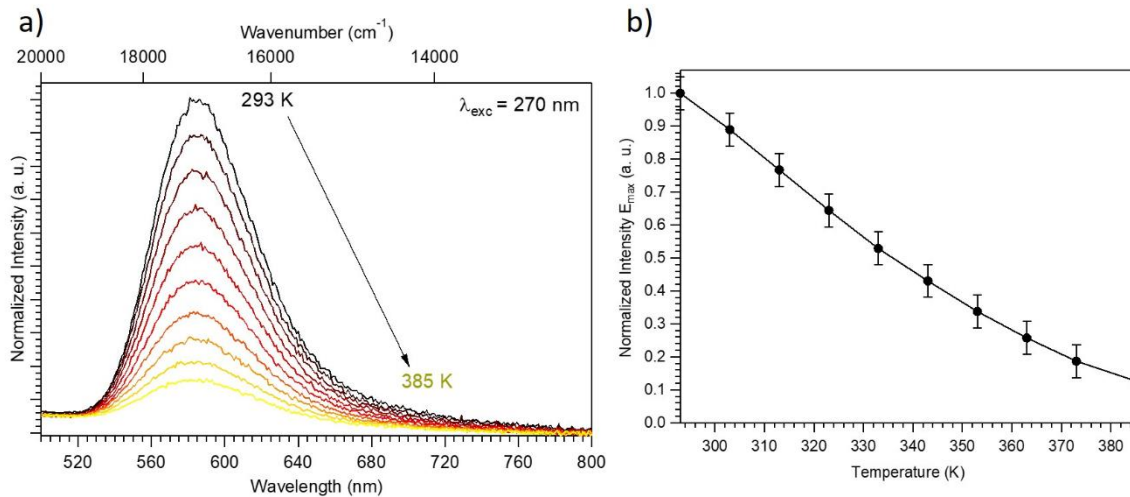 a)
Wavenumber (cm⁻¹)
20000 18000 16000 14000
293 K
λexc = 270 nm
385 K
Normalized Intensity (a. u.)
520 560 600 640 680 720 760 800
Wavelength (nm)
b)
1.0
0.9
0.8
0.7
0.6
0.5
0.4
0.3
0.2
0.1
0.0
Normalized Intensity Emax (a. u.)
300 310 320 330 340 350 360 370 380
Temperature (K)